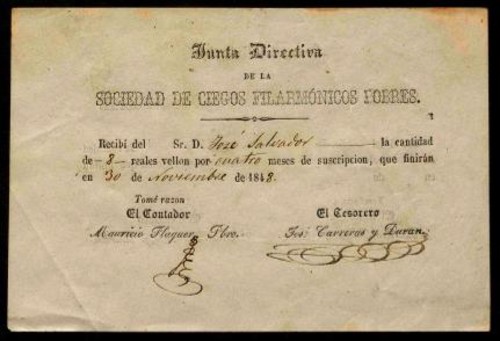 Junta Directiva
DE LA
SOCIEDAD DE CIEGOS FILARMÓNICOS POBRES.
Recibí del Sr. D. José Salvador la cantidad
de -8- reales vellon por cuatro meses de suscripcion, que finirán
en 30 de Noviembre de 1848.
Tomé razon
El Contador
El Tesorero
Mauricio Flaquer Pbro.
José Carreras y Duran.